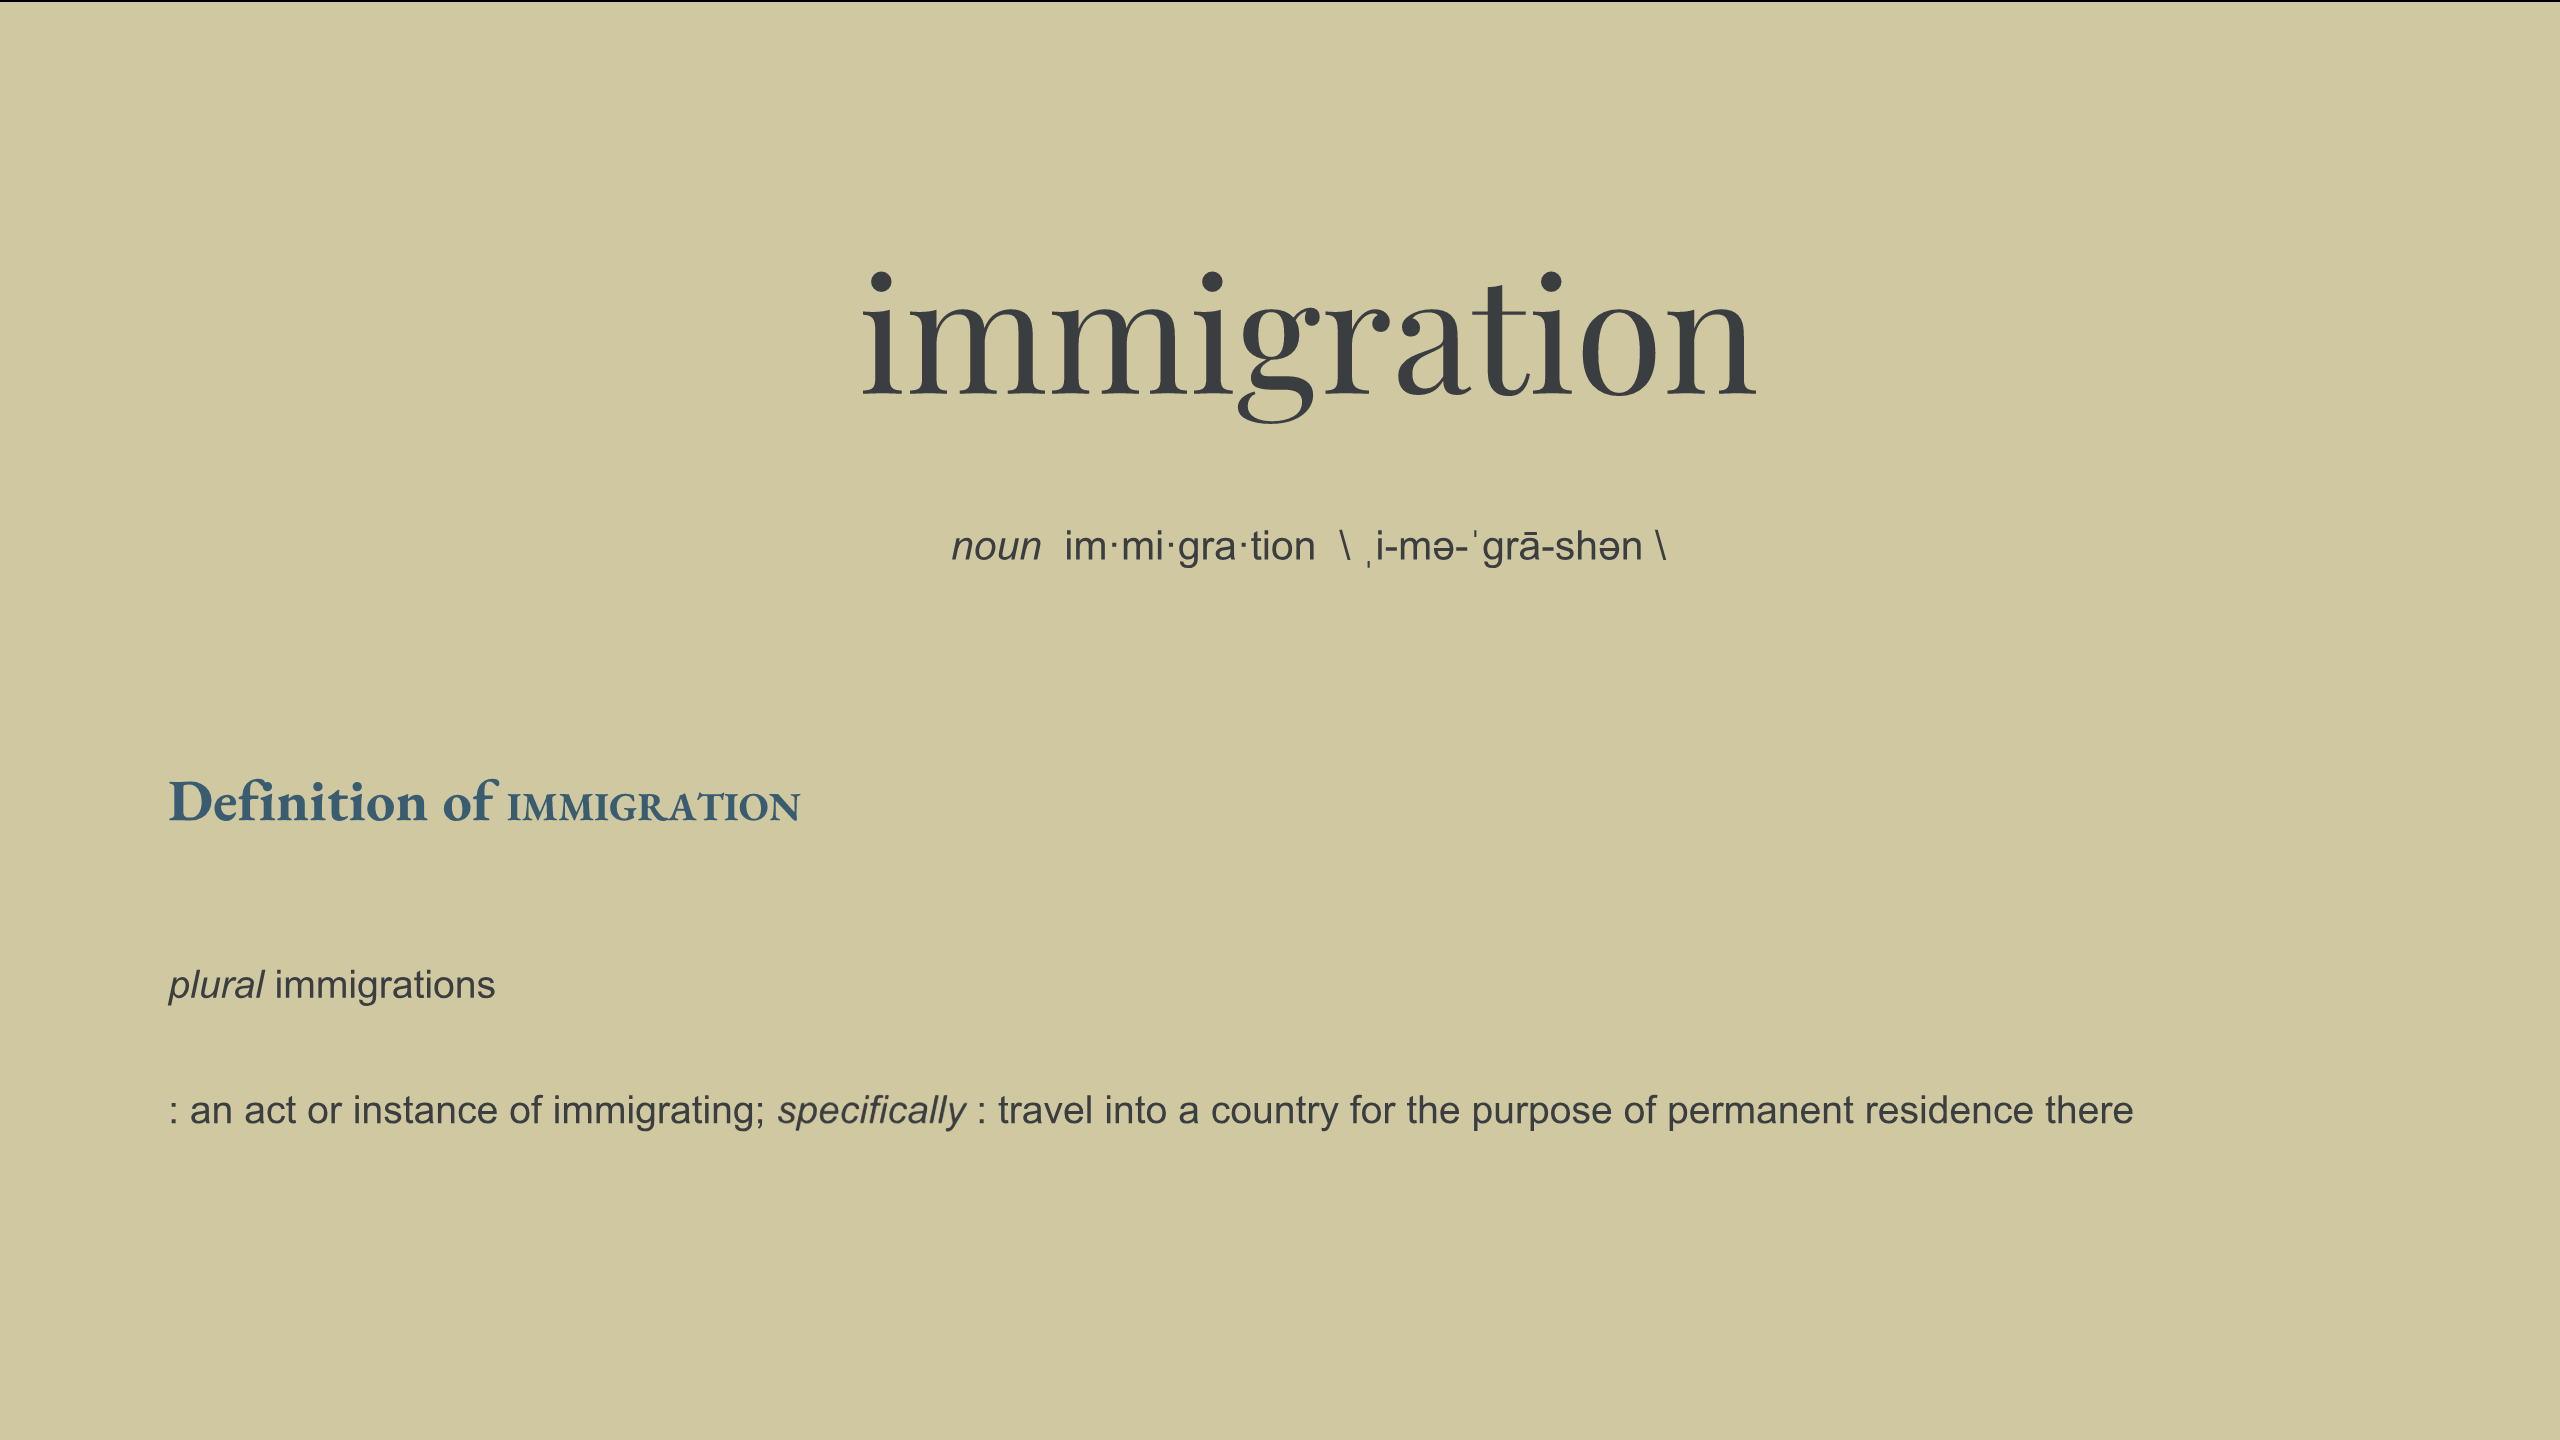 immigration
noun im·mi·gra·tion \ ˌi-mə-ˈgrā-shən \
Definition of IMMIGRATION
plural immigrations
: an act or instance of immigrating; specifically : travel into a country for the purpose of permanent residence there